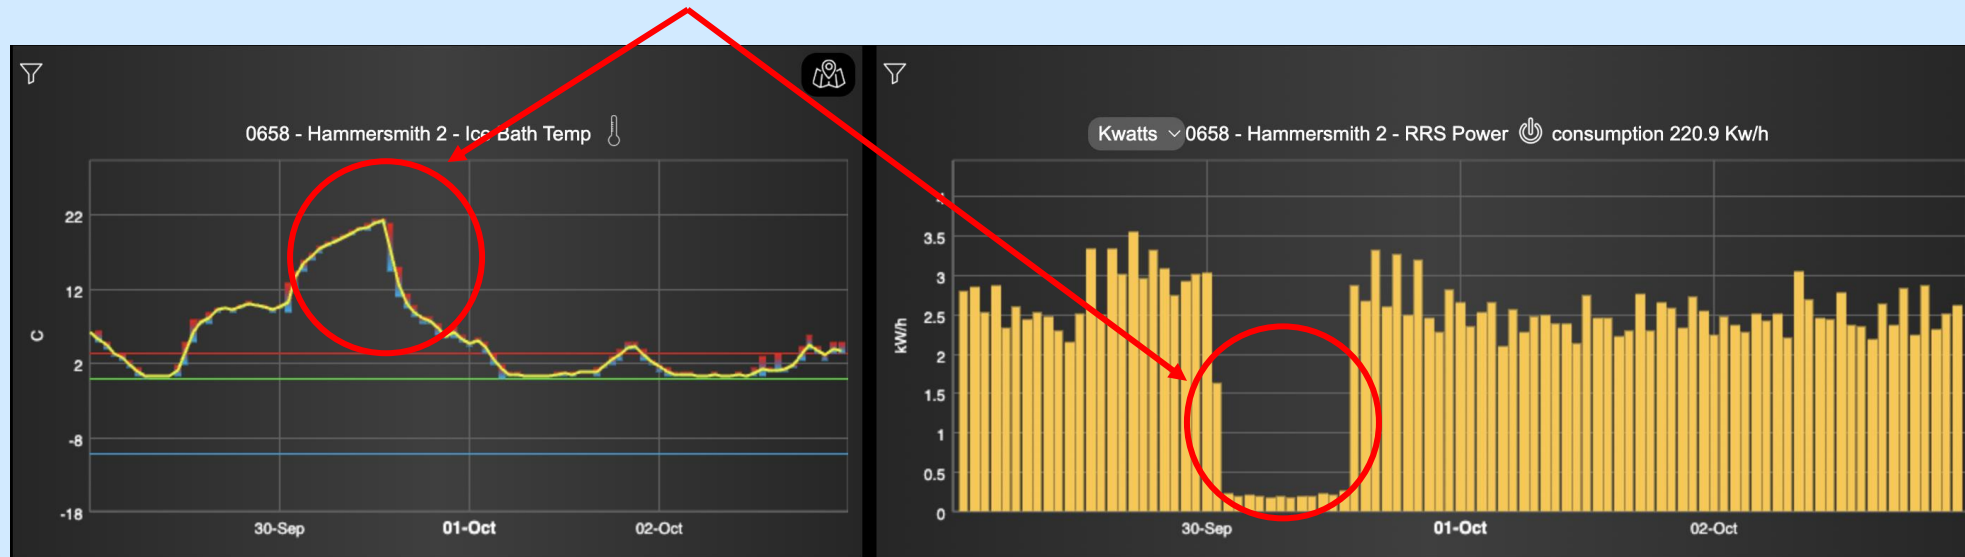 0658 - Hammersmith 2 - Ice Bath Temp
22
12
C
2
-8
-18
30-Sep 01-Oct 02-Oct
Kwatts 0658 - Hammersmith 2 - RRS Power consumption 220.9 Kw/h
4
3.5
3
2.5
kW/h
2
1.5
1
0.5
0
30-Sep 01-Oct 02-Oct